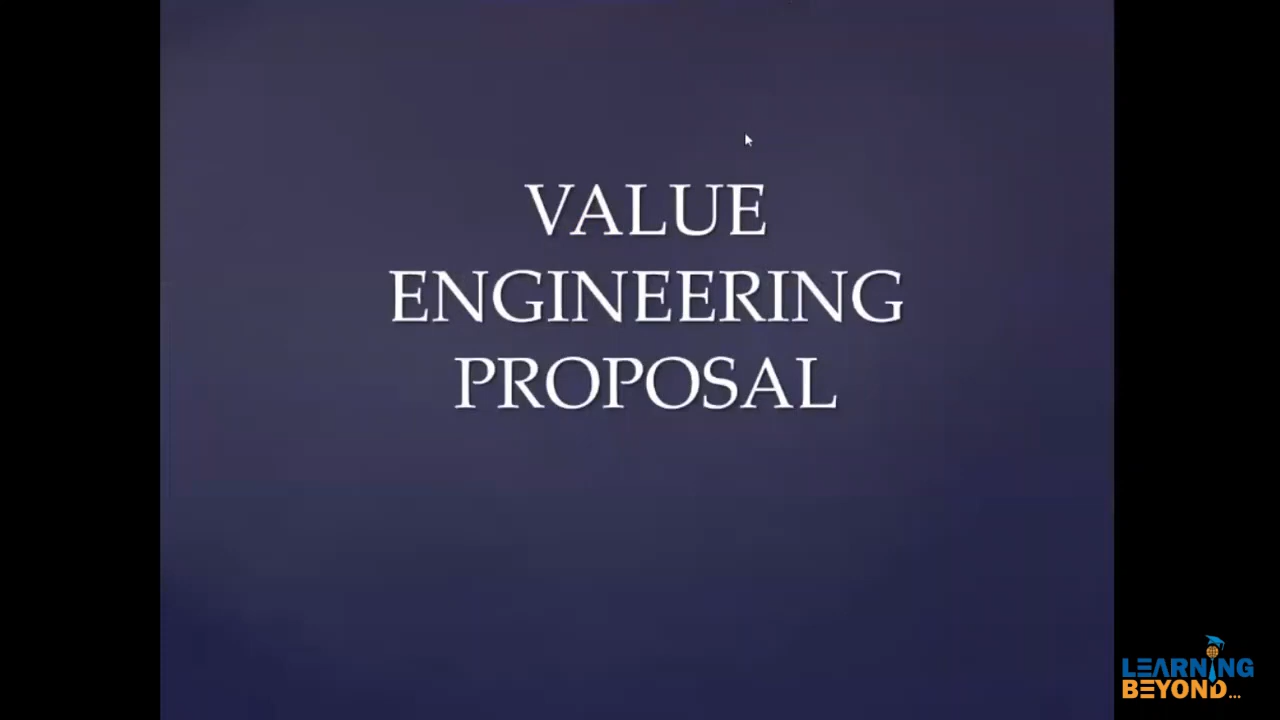 VALUE
ENGINEERING
PROPOSAL
LEARNING
BEYOND...